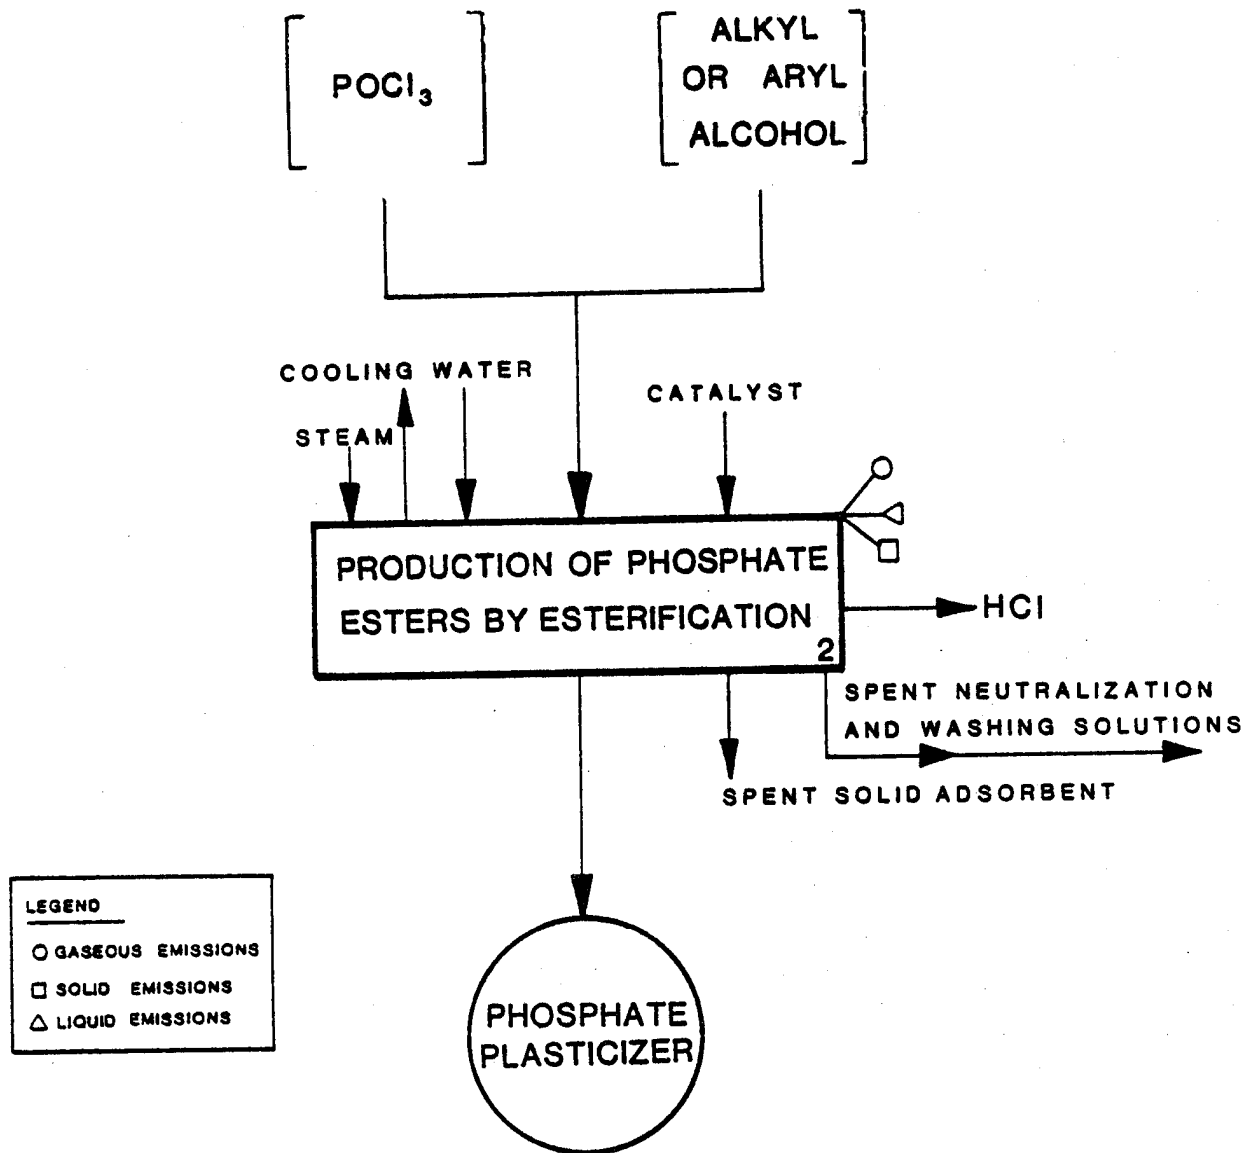 POCl₃
ALKYL
OR ARYL
ALCOHOL
COOLING WATER
CATALYST
STEAM
PRODUCTION OF PHOSPHATE
ESTERS BY ESTERIFICATION
2
HCl
SPENT NEUTRALIZATION
AND WASHING SOLUTIONS
SPENT SOLID ADSORBENT
LEGEND
GASEOUS EMISSIONS
SOLID EMISSIONS
LIQUID EMISSIONS
PHOSPHATE
PLASTICIZER